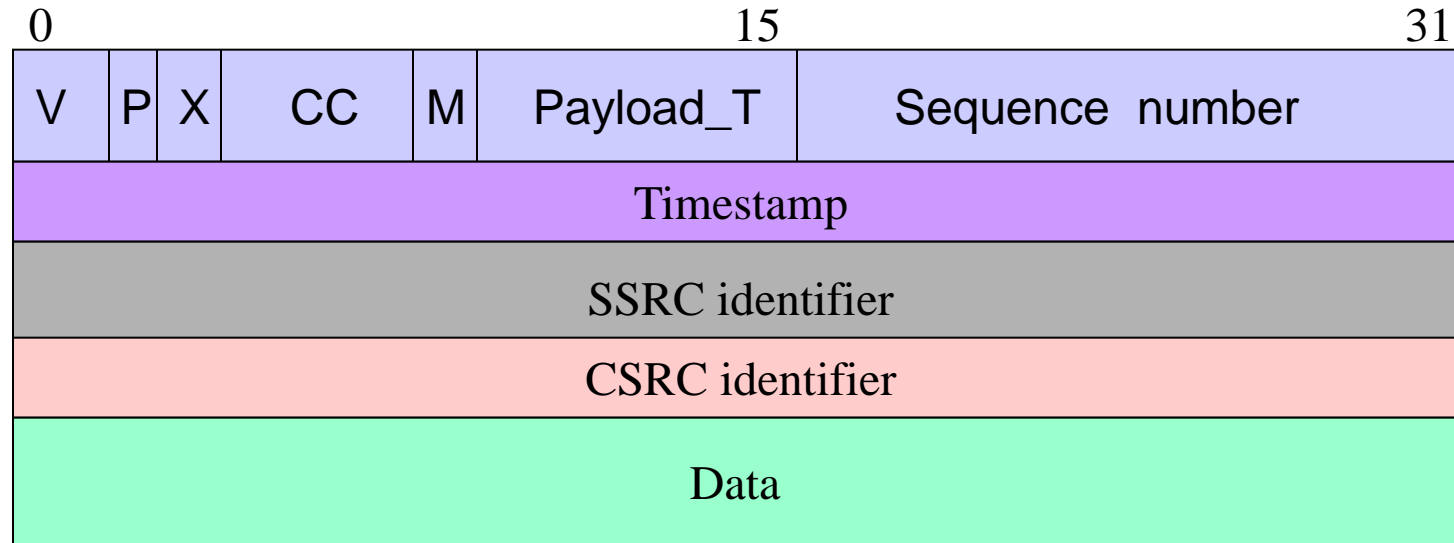 0 15 31
V P X CC M Payload_T Sequence number
Timestamp
SSRC identifier
CSRC identifier
Data